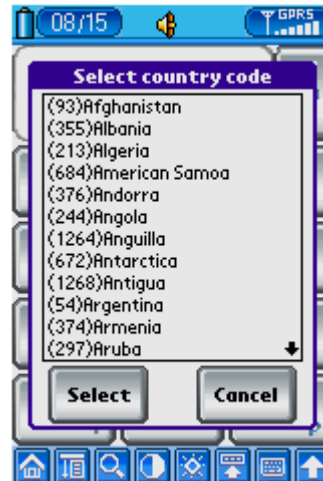 08/15
GPRS
Select country code
(93)Afghanistan
(355)Albania
(213)Algeria
(684)American Samoa
(376)Andorra
(244)Angola
(1264)Anguilla
(672)Antarctica
(1268)Antigua
(54)Argentina
(374)Armenia
(297)Aruba
Select
Cancel